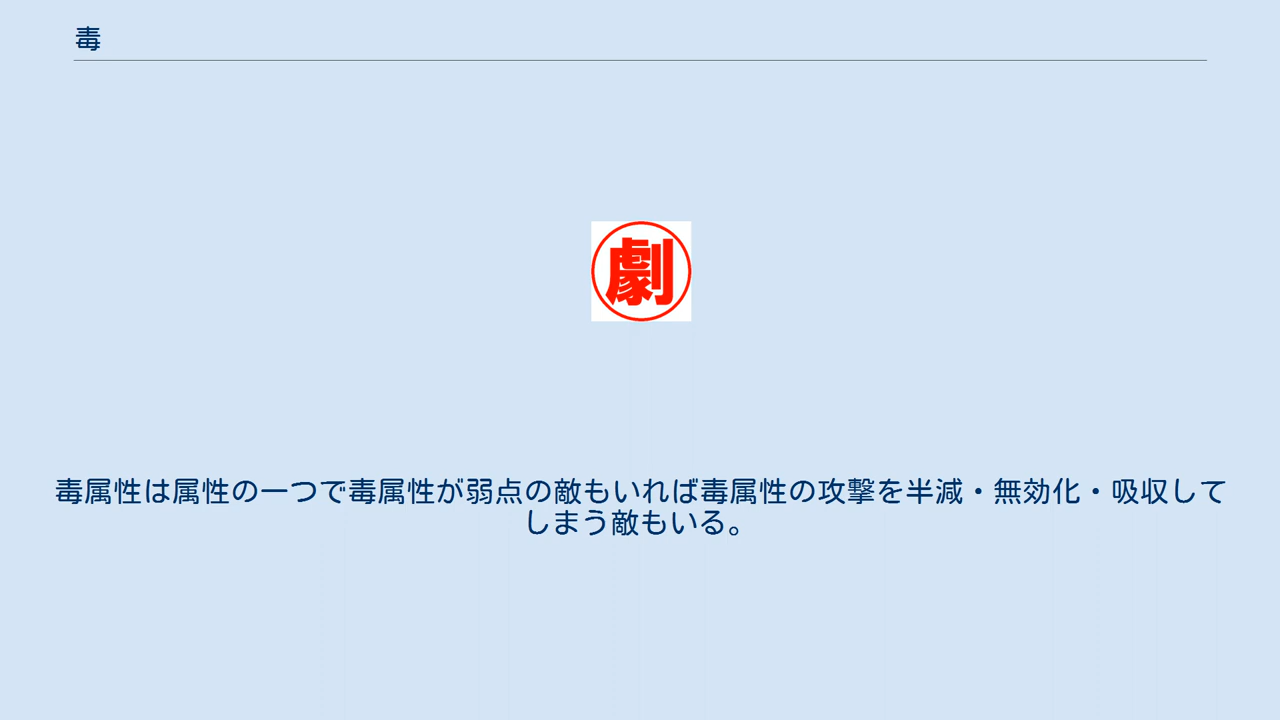 毒
劇
毒属性は属性の一つで毒属性が弱点の敵もいれば毒属性の攻撃を半減・無効化・吸収して
しまう敵もいる。